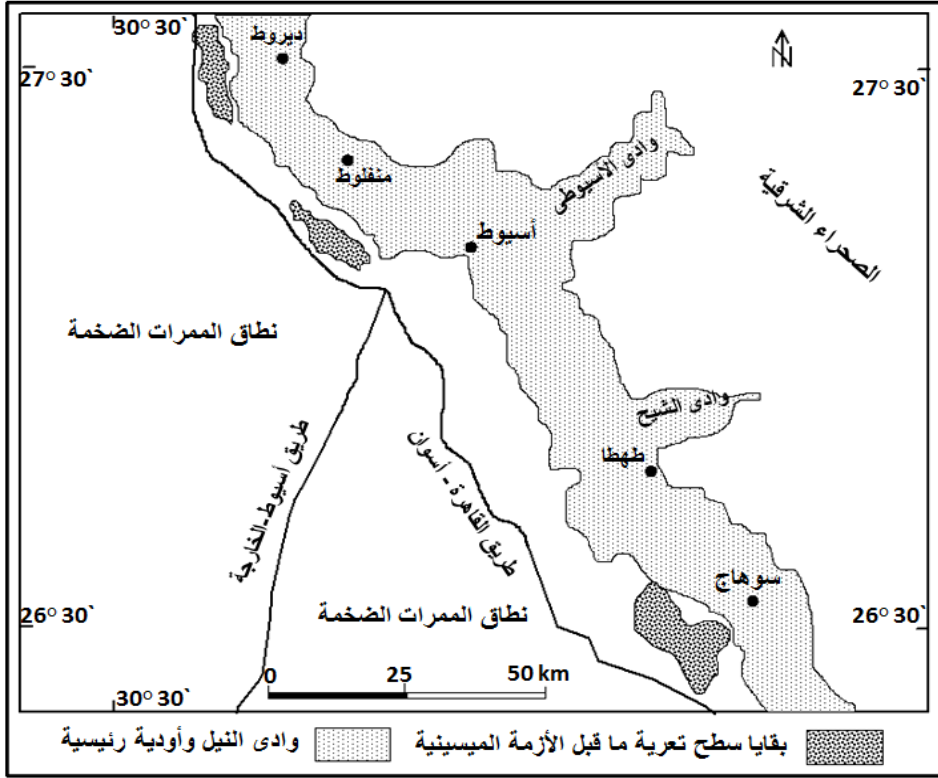 30° 30`
ديروط
N
27° 30`
27° 30`
وادى الأسيوطى
منفلوط
الصحراء الشرقية
أسيوط
نطاق الممرات الضخمة
وادى الشيح
طهطا
طريق أسيوط-الخارجة
طريق القاهرة - أسوان
سوهاج
نطاق الممرات الضخمة
26° 30`
26° 30`
0 25 50 km
30° 30`
بقايا سطح تعرية ما قبل الأزمة الميسينية
وادى النيل وأودية رئيسية